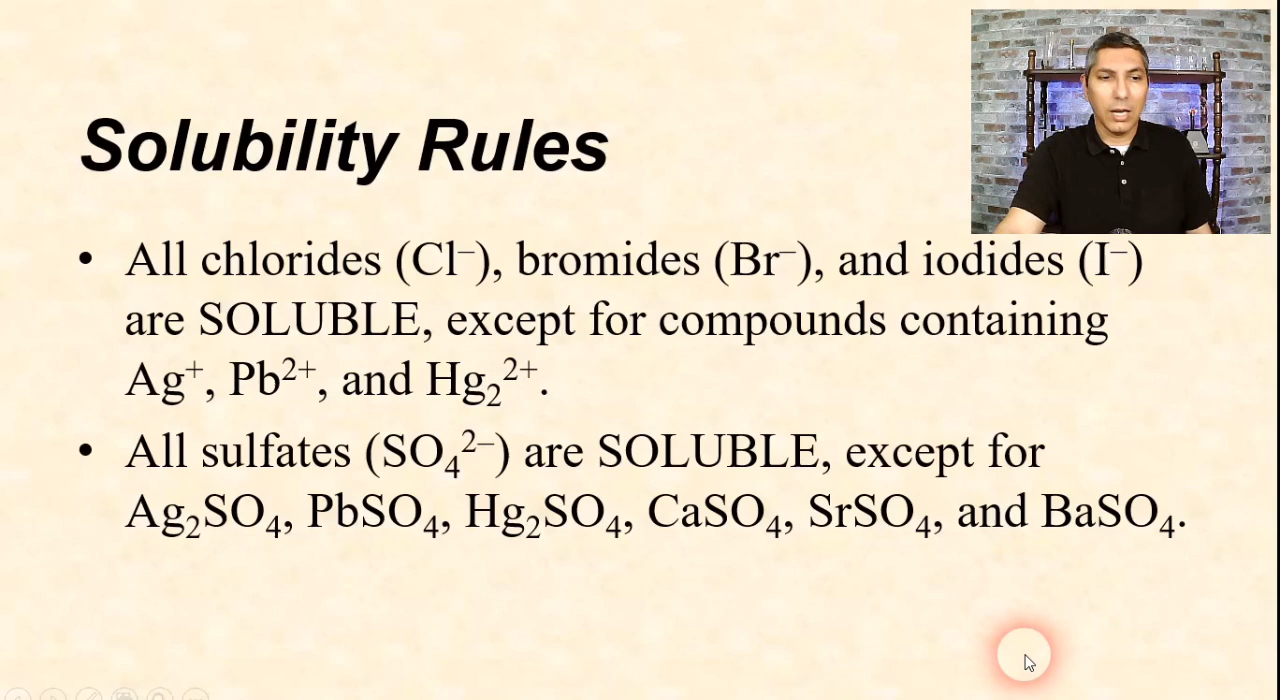 Solubility Rules
• All chlorides (Cl⁻), bromides (Br⁻), and iodides (I⁻)
are SOLUBLE, except for compounds containing
Ag⁺, Pb²⁺, and Hg₂²⁺.
• All sulfates (SO₄²⁻) are SOLUBLE, except for
Ag₂SO₄, PbSO₄, Hg₂SO₄, CaSO₄, SrSO₄, and BaSO₄.